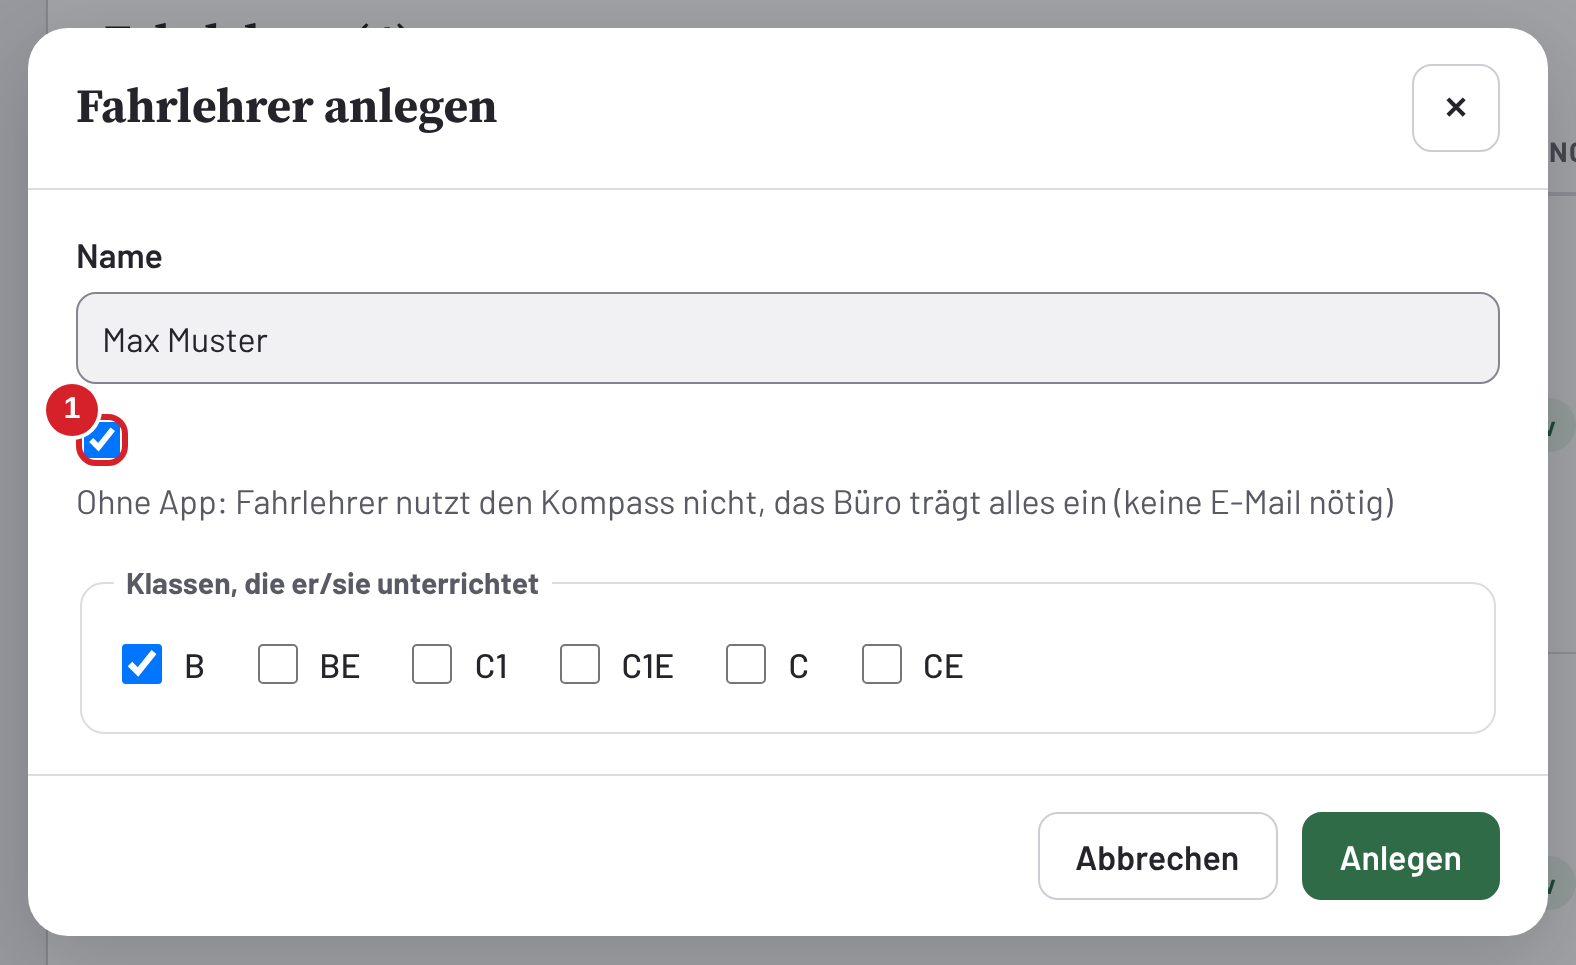 Fahrlehrer anlegen
×
Name
Max Muster
1
Ohne App: Fahrlehrer nutzt den Kompass nicht, das Büro trägt alles ein (keine E-Mail nötig)
Klassen, die er/sie unterrichtet
B BE C1 C1E C CE
Abbrechen Anlegen